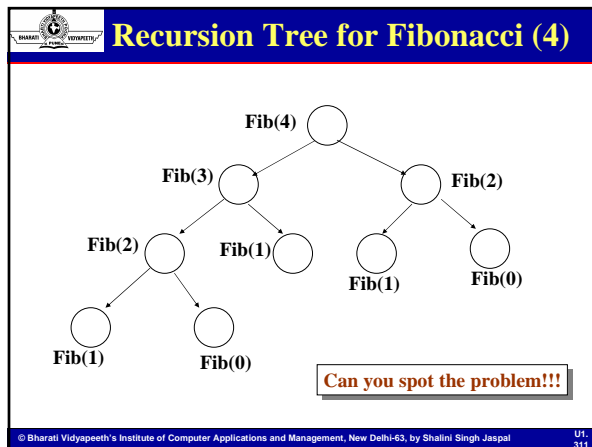 BHARATI
VIDYAPEETH
PUNE
Recursion Tree for Fibonacci (4)
Fib(4)
Fib(3)
Fib(2)
Fib(2)
Fib(1)
Fib(1)
Fib(0)
Fib(1)
Fib(0)
Can you spot the problem!!!
© Bharati Vidyapeeth's Institute of Computer Applications and Management, New Delhi-63, by Shalini Singh Jaspal
U1.
311